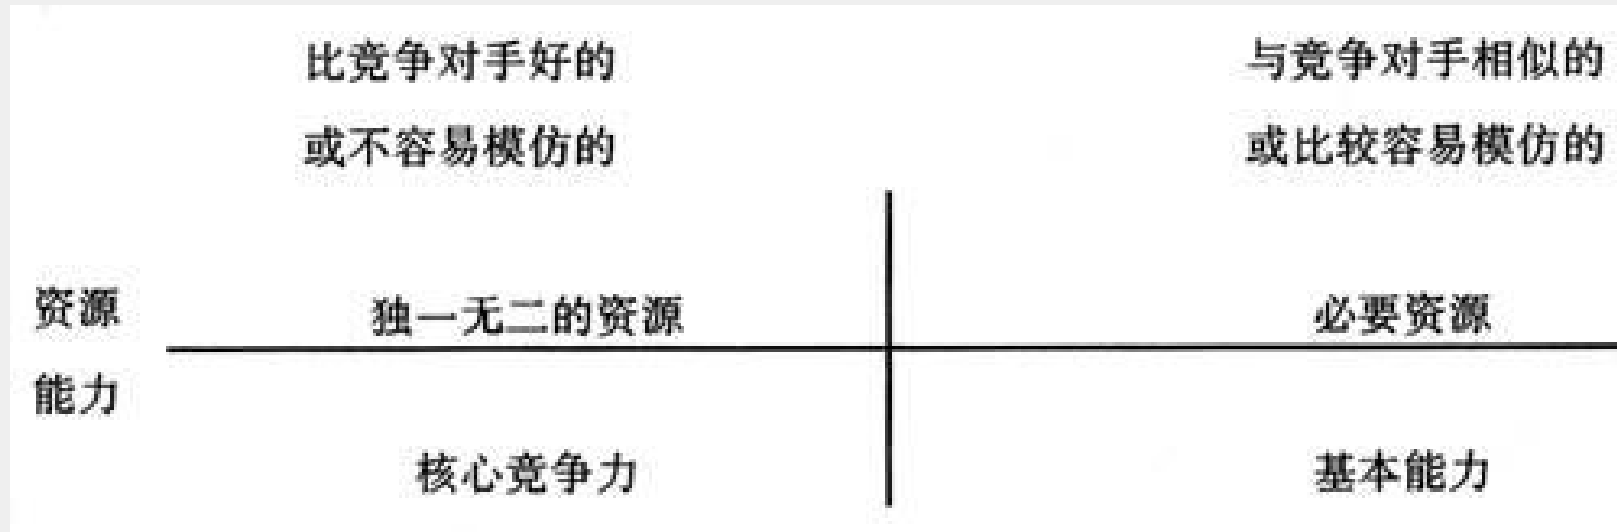 比竞争对手好的
与竞争对手相似的
或不容易模仿的
或比较容易模仿的
资源
独一无二的资源
必要资源
能力
核心竞争力
基本能力